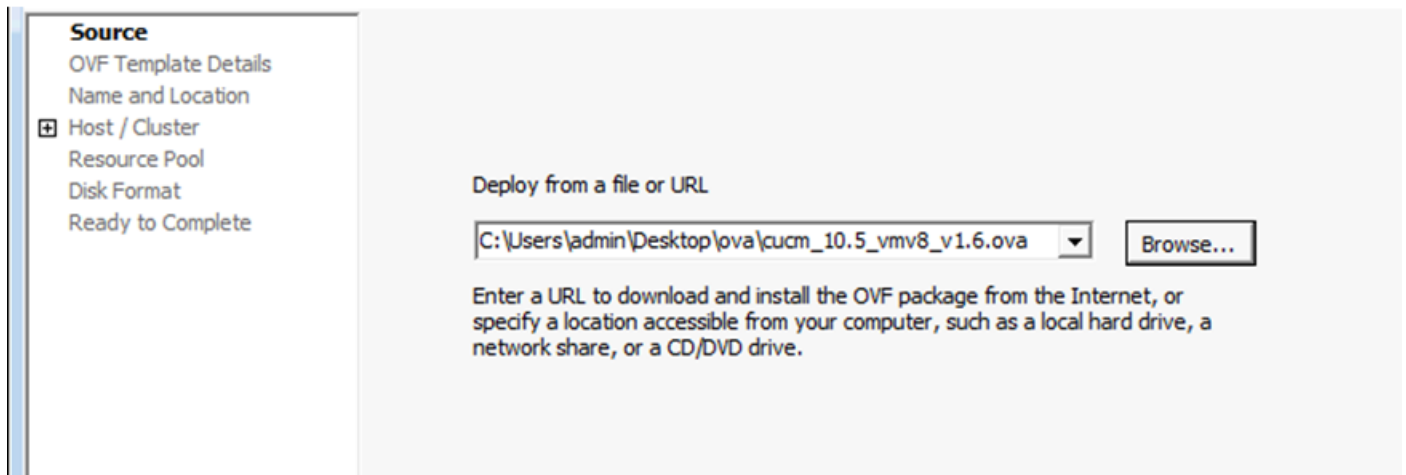 Source
OVF Template Details
Name and Location
Host / Cluster
Resource Pool
Disk Format
Ready to Complete
Deploy from a file or URL
C:\Users\admin\Desktop\ova\cucm_10.5_vmv8_v1.6.ova
Browse...
Enter a URL to download and install the OVF package from the Internet, or
specify a location accessible from your computer, such as a local hard drive, a
network share, or a CD/DVD drive.